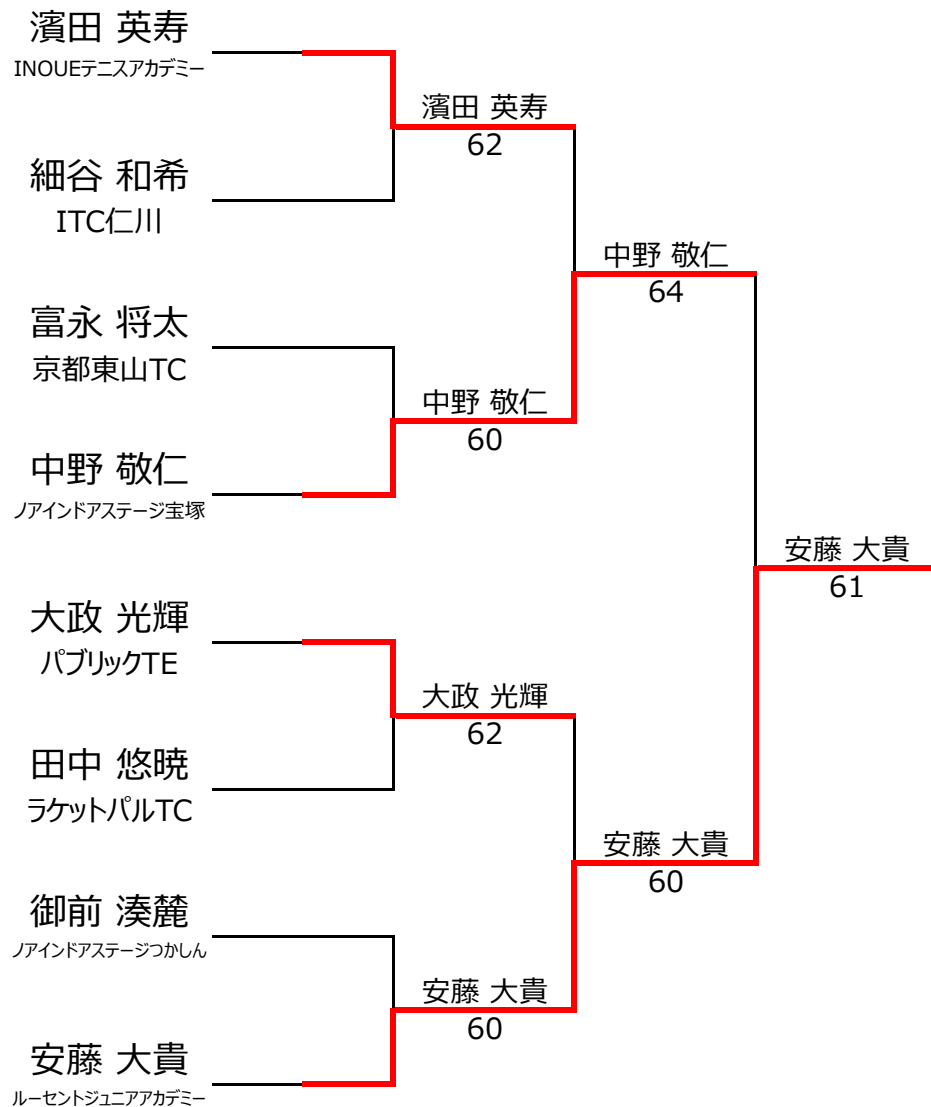 濱田 英寿
INOUEテニスアカデミー
濱田 英寿
62
細谷 和希
ITC仁川
中野 敬仁
64
富永 将太
京都東山TC
中野 敬仁
60
中野 敬仁
ノアインドアステージ宝塚
安藤 大貴
61
大政 光輝
パブリックTE
大政 光輝
62
田中 悠暁
ラケットパルTC
安藤 大貴
60
御前 湊麓
ノアインドアステージつかしん
安藤 大貴
60
安藤 大貴
ルーセントジュニアアカデミー